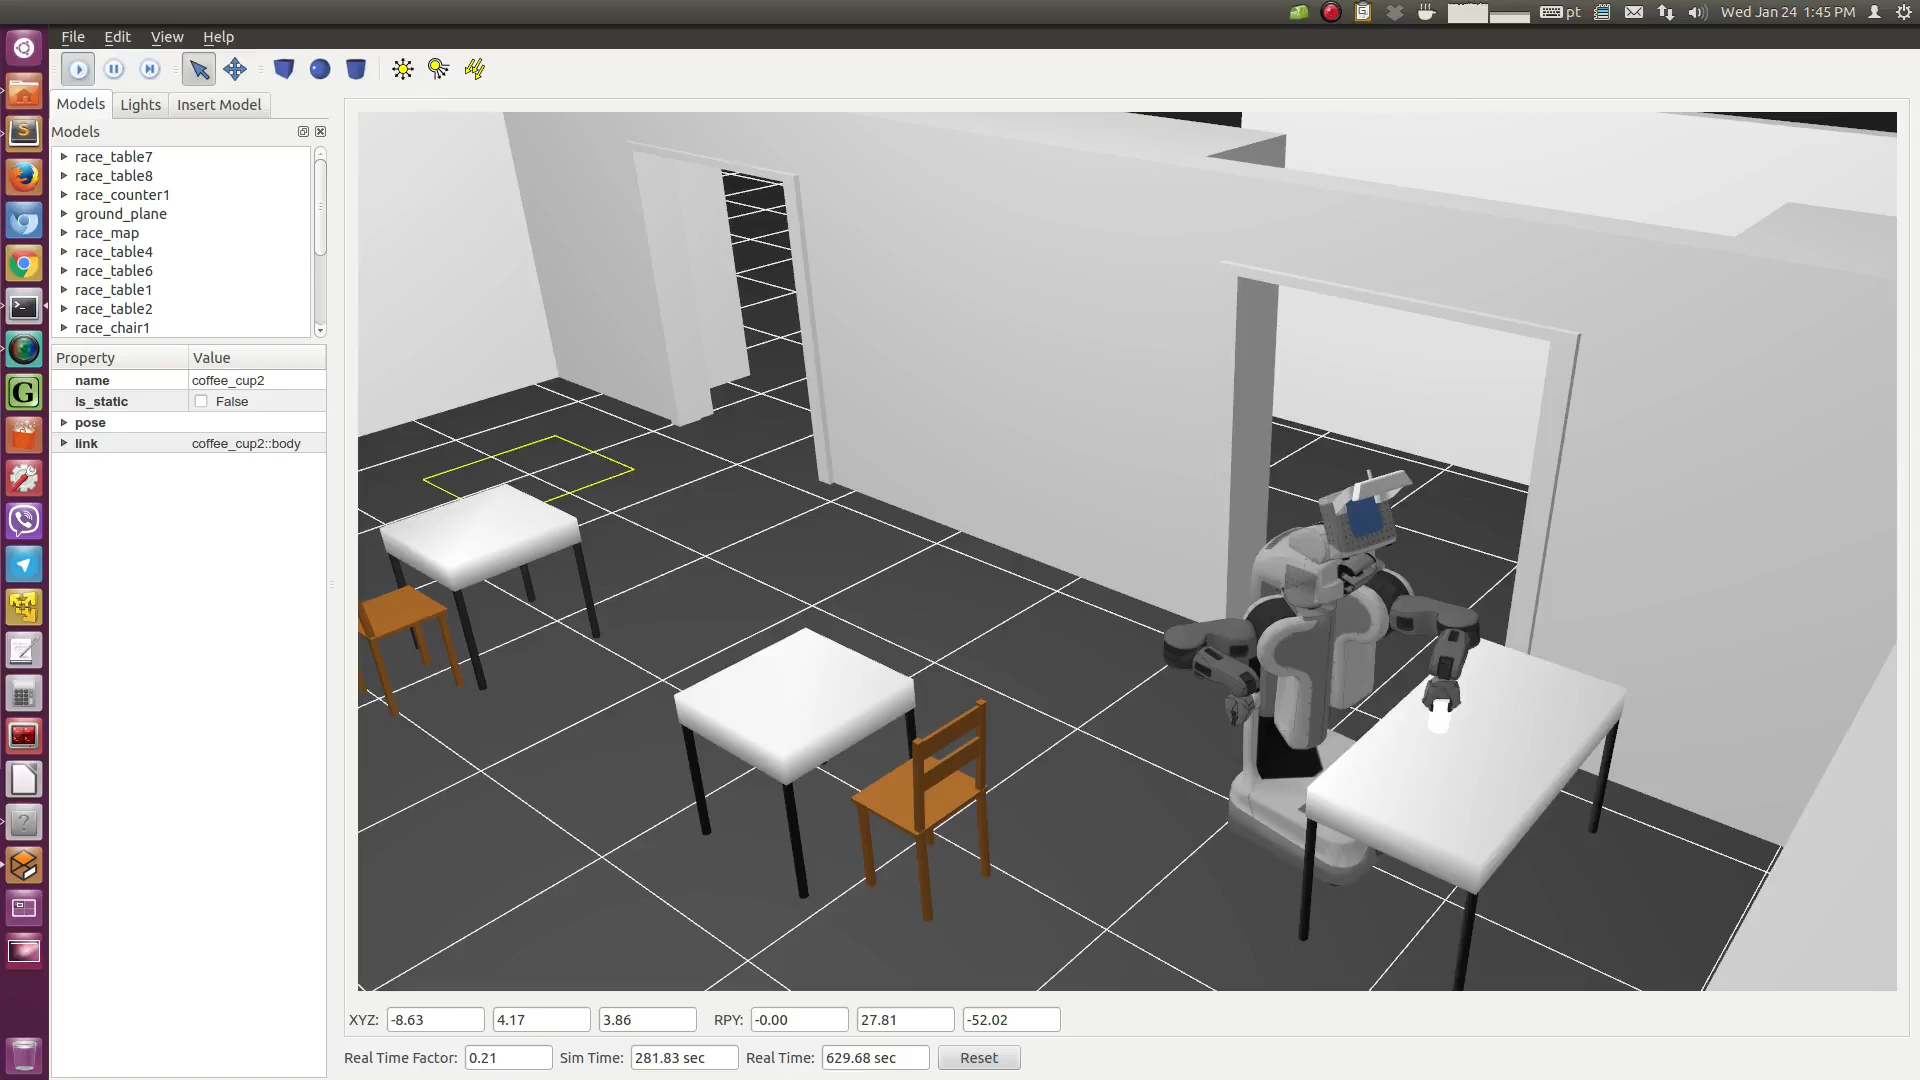 pt Wed Jan 24 1:45 PM
File Edit View Help
Models Lights Insert Model
Models
race_table7
race_table8
race_counter1
ground_plane
race_map
race_table4
race_table6
race_table1
race_table2
race_chair1
Property Value
name coffee_cup2
is_static False
pose
link coffee_cup2::body
XYZ: -8.63 4.17 3.86 RPY: -0.00 27.81 -52.02
Real Time Factor: 0.21 Sim Time: 281.83 sec Real Time: 629.68 sec Reset